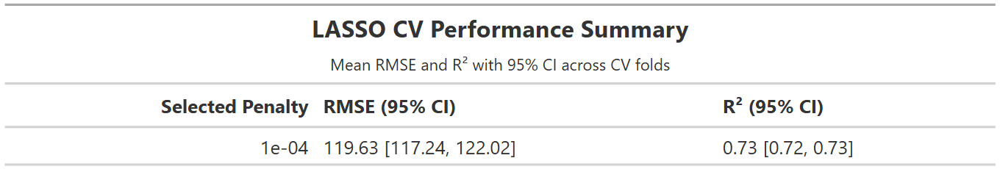 LASSO CV Performance Summary
Mean RMSE and R² with 95% CI across CV folds
Selected Penalty RMSE (95% CI) R² (95% CI)
1e-04 119.63 [117.24, 122.02] 0.73 [0.72, 0.73]